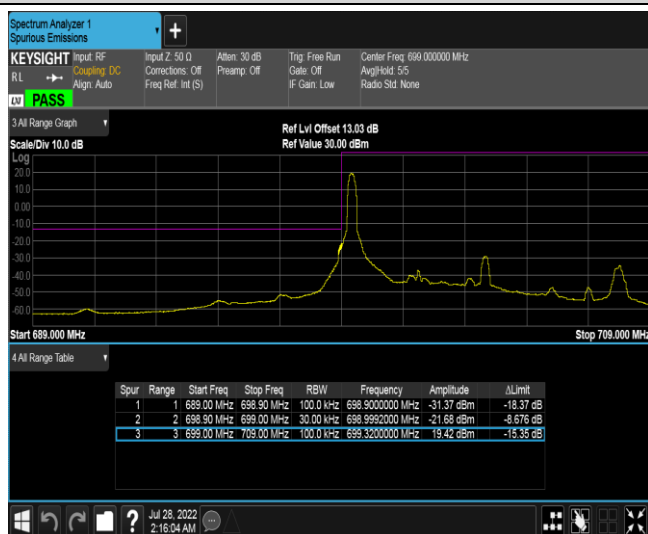 Spectrum Analyzer 1
Spurious Emissions
+
KEYSIGHT Input: RF Input Z: 50 Ω Atten: 30 dB Trig: Free Run Center Freq: 699.000000 MHz
Coupling: DC Corrections: Off Preamp: Off Gate: Off Avg|Hold: 5/5
RL Align: Auto Freq Ref: Int (S) IF Gain: Low Radio Std: None
LXI PASS
3 All Range Graph
Ref Lvl Offset 13.03 dB
Scale/Div 10.0 dB Ref Value 30.00 dBm
Log
20.0
10.0
0.00
-10.0
-20.0
-30.0
-40.0
-50.0
-60.0
Start 689.000 MHz Stop 709.000 MHz
4 All Range Table
Spur Range Start Freq Stop Freq RBW Frequency Amplitude ΔLimit
1 1 689.00 MHz 698.90 MHz 100.0 kHz 698.9000000 MHz -31.37 dBm -18.37 dB
2 2 698.90 MHz 699.00 MHz 30.00 kHz 698.9992000 MHz -21.68 dBm -8.676 dB
3 3 699.00 MHz 709.00 MHz 100.0 kHz 699.3200000 MHz 19.42 dBm -15.35 dB
? Jul 28, 2022
2:16:04 AM